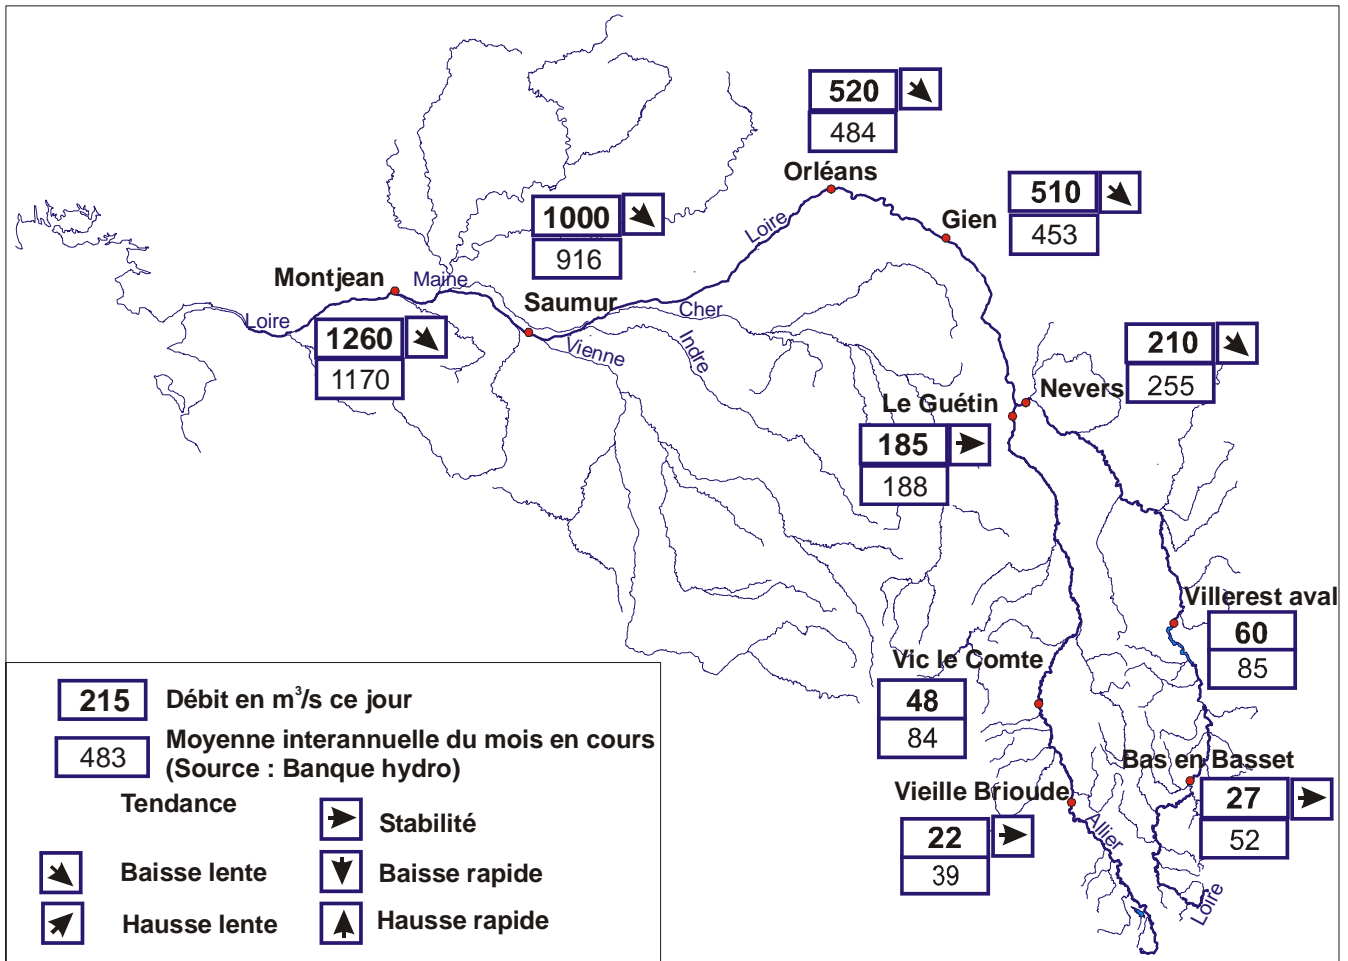 520
484
Orléans
510
453
Gien
1000
916
Loire
Montjean
Maine
Saumur
Cher
Loire
1260
1170
Vienne
Indre
210
255
Nevers
Le Guétin
185
188
Villerest aval
60
85
Vic le Comte
48
84
Bas en Basset
27
52
Vieille Brioude
22
39
Allier
Loire
215
Débit en m³/s ce jour
483
Moyenne interannuelle du mois en cours
(Source : Banque hydro)
Tendance
Stabilité
Baisse lente
Baisse rapide
Hausse lente
Hausse rapide